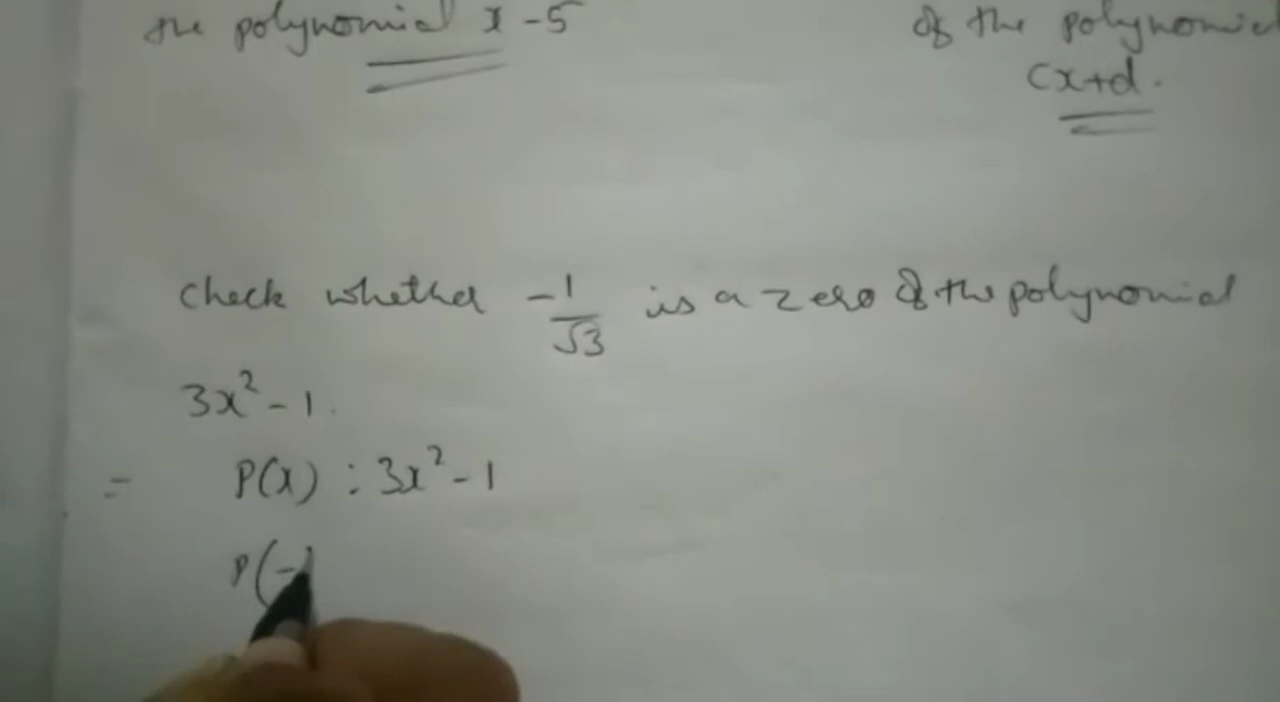 the polynomial x - 5
of the polynomial
cx+d.
check whether -1/√3 is a zero of the polynomial
3x² - 1.
= P(x) : 3x² - 1
P(-1